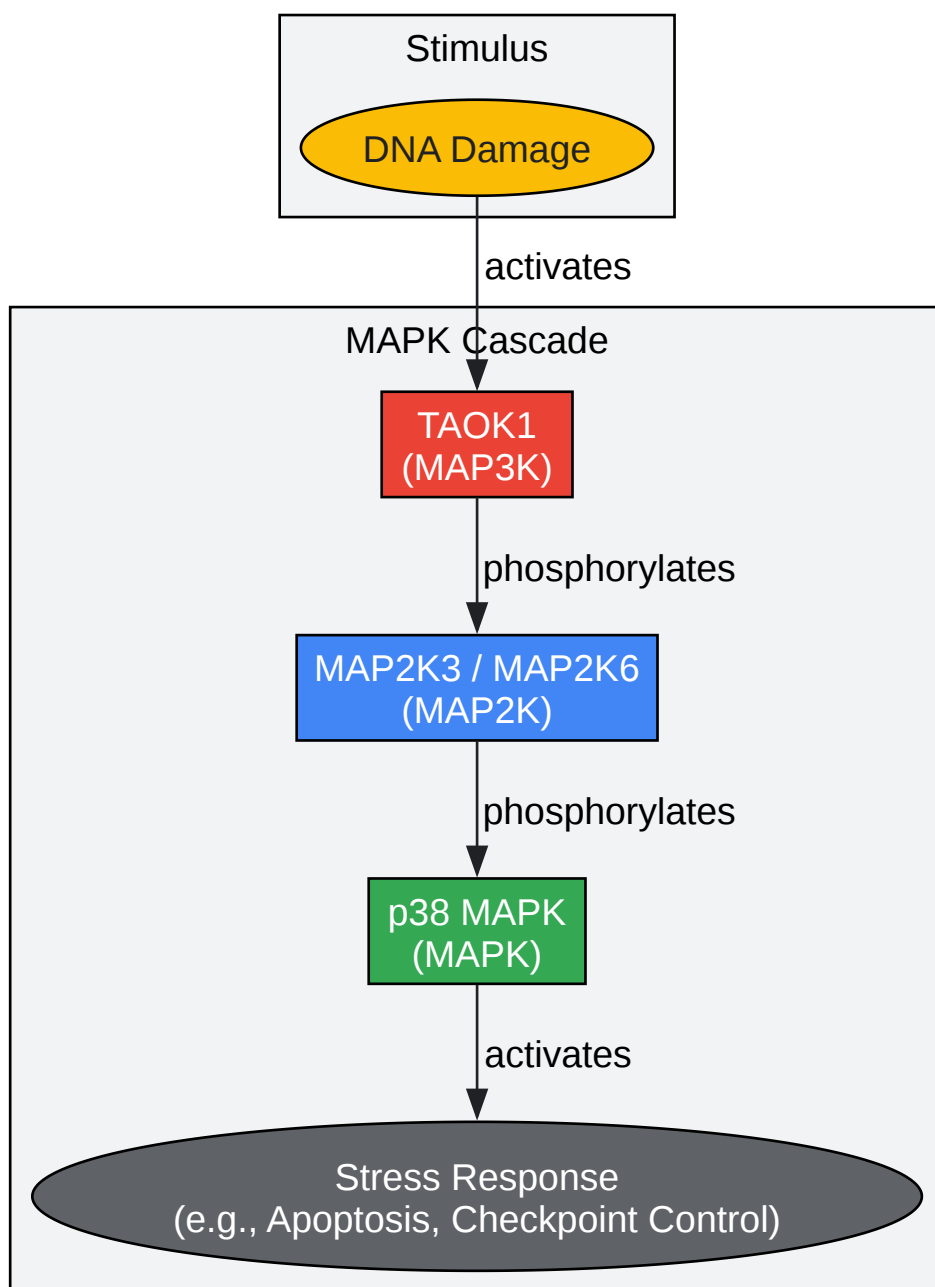 Stimulus
DNA Damage
activates
MAPK Cascade
TAOK1
(MAP3K)
phosphorylates
MAP2K3 / MAP2K6
(MAP2K)
phosphorylates
p38 MAPK
(MAPK)
activates
Stress Response
(e.g., Apoptosis, Checkpoint Control)